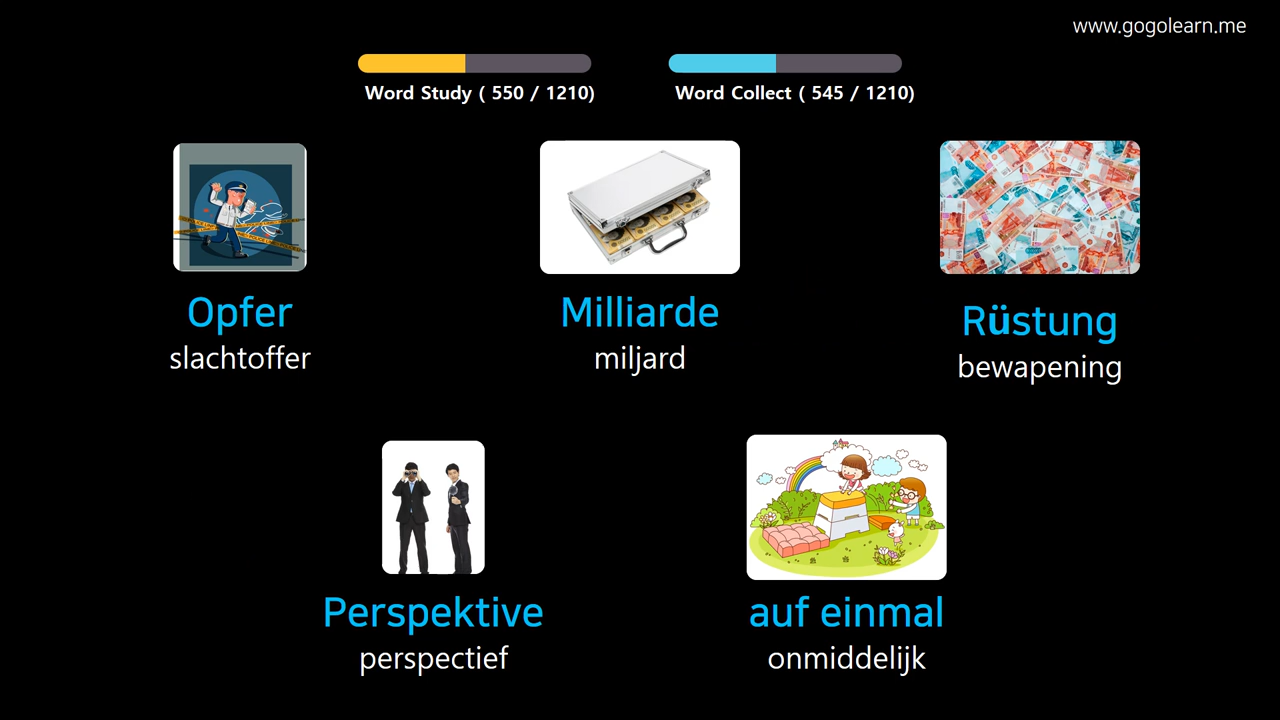 www.gogolearn.me
Word Study ( 550 / 1210)
Word Collect ( 545 / 1210)
Opfer
slachtoffer
Milliarde
miljard
Rüstung
bewapening
Perspektive
perspectief
auf einmal
onmiddelijk